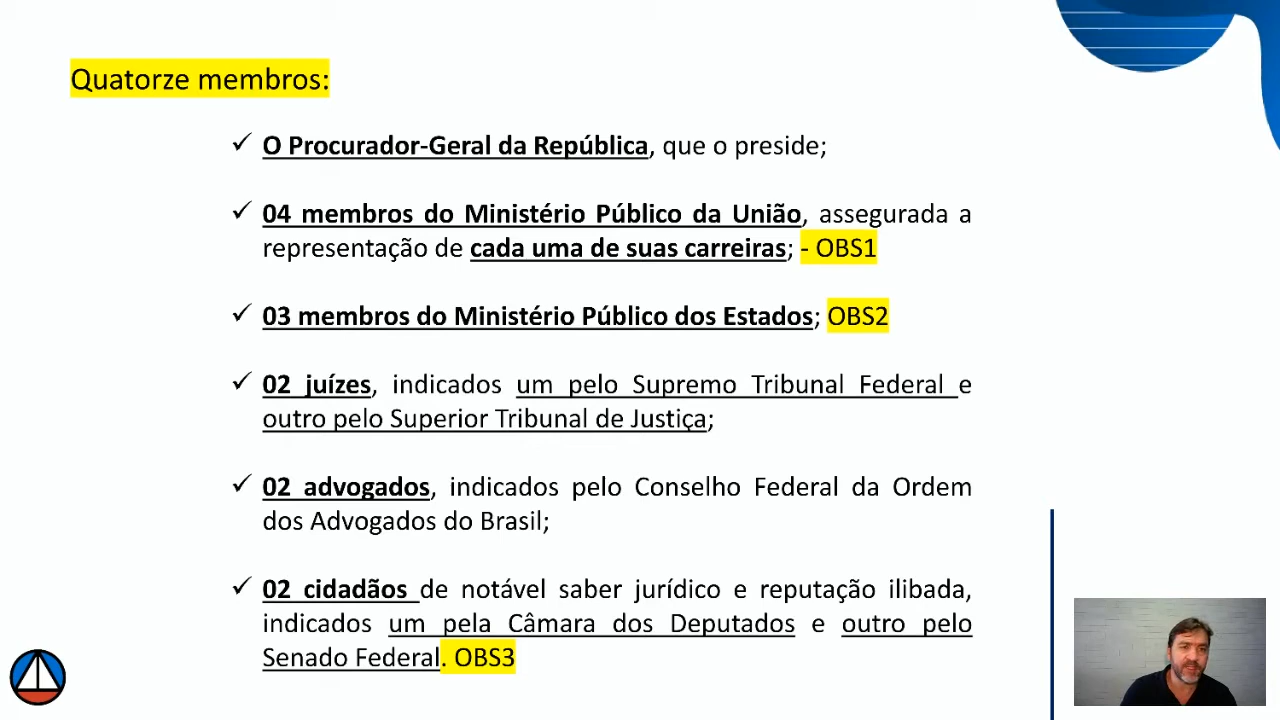 Quatorze membros:
✓ O Procurador-Geral da República, que o preside;
✓ 04 membros do Ministério Público da União, assegurada a
representação de cada uma de suas carreiras; - OBS1
✓ 03 membros do Ministério Público dos Estados; OBS2
✓ 02 juízes, indicados um pelo Supremo Tribunal Federal e
outro pelo Superior Tribunal de Justiça;
✓ 02 advogados, indicados pelo Conselho Federal da Ordem
dos Advogados do Brasil;
✓ 02 cidadãos de notável saber jurídico e reputação ilibada,
indicados um pela Câmara dos Deputados e outro pelo
Senado Federal. OBS3